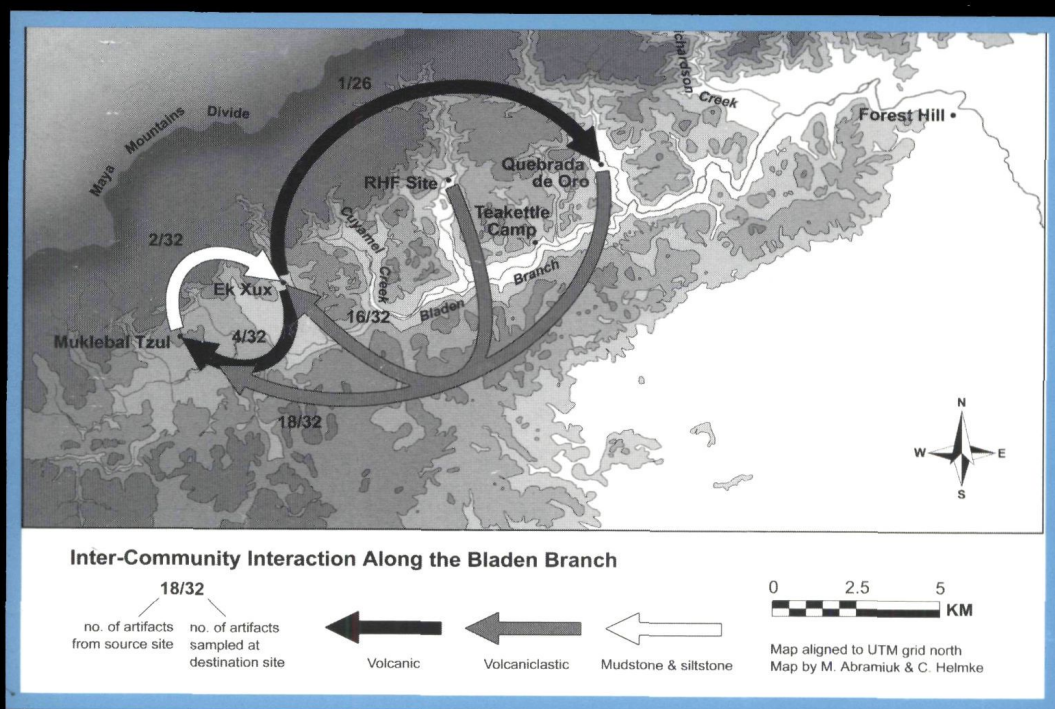 1/26
ichardson
Creek
Maya Mountains Divide
Forest Hill
Quebrada
de Oro
RHF Site
Teakettle
Camp
Cuyamel
Creek
2/32
Ek Xux
Bladen Branch
16/32
4/32
Muklebal Tzul
18/32
N
W E
S
Inter-Community Interaction Along the Bladen Branch
18/32
no. of artifacts
from source site
no. of artifacts
sampled at
destination site
Volcanic
Volcaniclastic
Mudstone & siltstone
0 2.5 5
KM
Map aligned to UTM grid north
Map by M. Abramiuk & C. Helmke